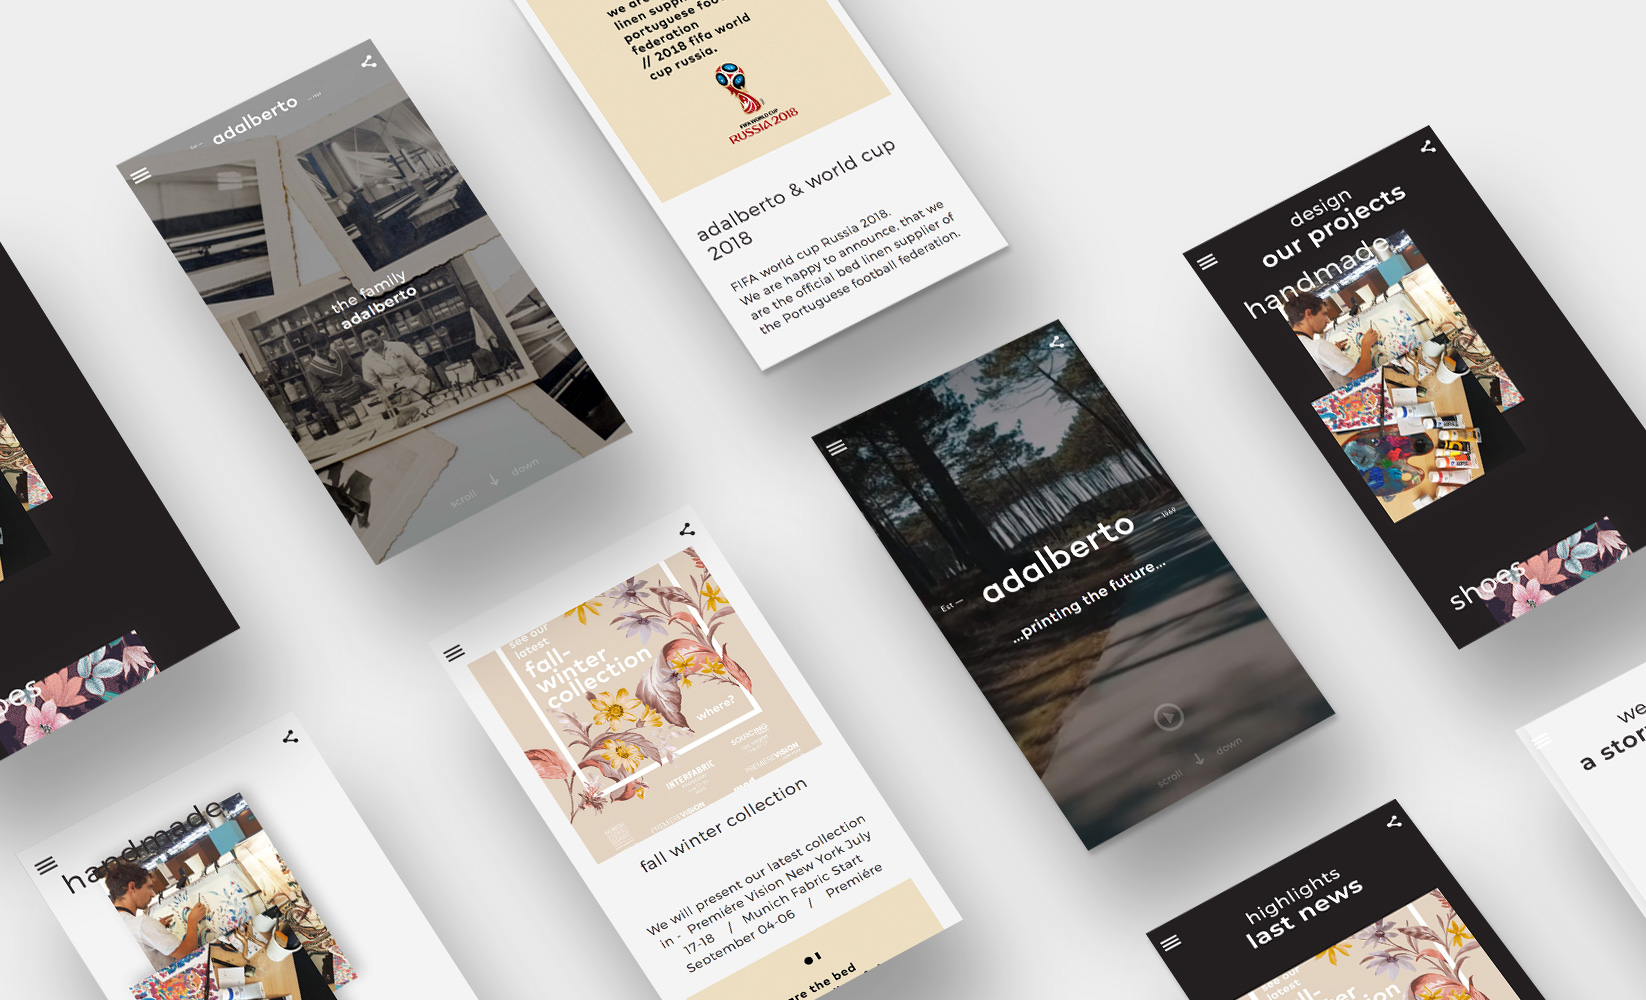 adalberto
the family
adalberto
scroll
down
we are
linen
portuguese
federation
// 2018 fifa world
cup russia.
FIFA WORLD CUP
RUSSIA 2018
adalberto & world cup
2018
FIFA world cup Russia 2018.
We are happy to announce, that we
are the official bed linen supplier of
the Portuguese football federation.
design
our projects
handmade
shoes
adalberto
Est —
— 1969
...printing the future...
scroll
down
see our
latest
fall-
winter
collection
where?
SOURCING
INTERFABRIC
PREMIÈREVISION
PREMIÈREVISION
fall winter collection
We will present our latest collection
in - Premiére Vision New York July
17-18 / Munich Fabric Start
September 04-06 / Premiére
are the bed
handmade
highlights
last news
see our
we